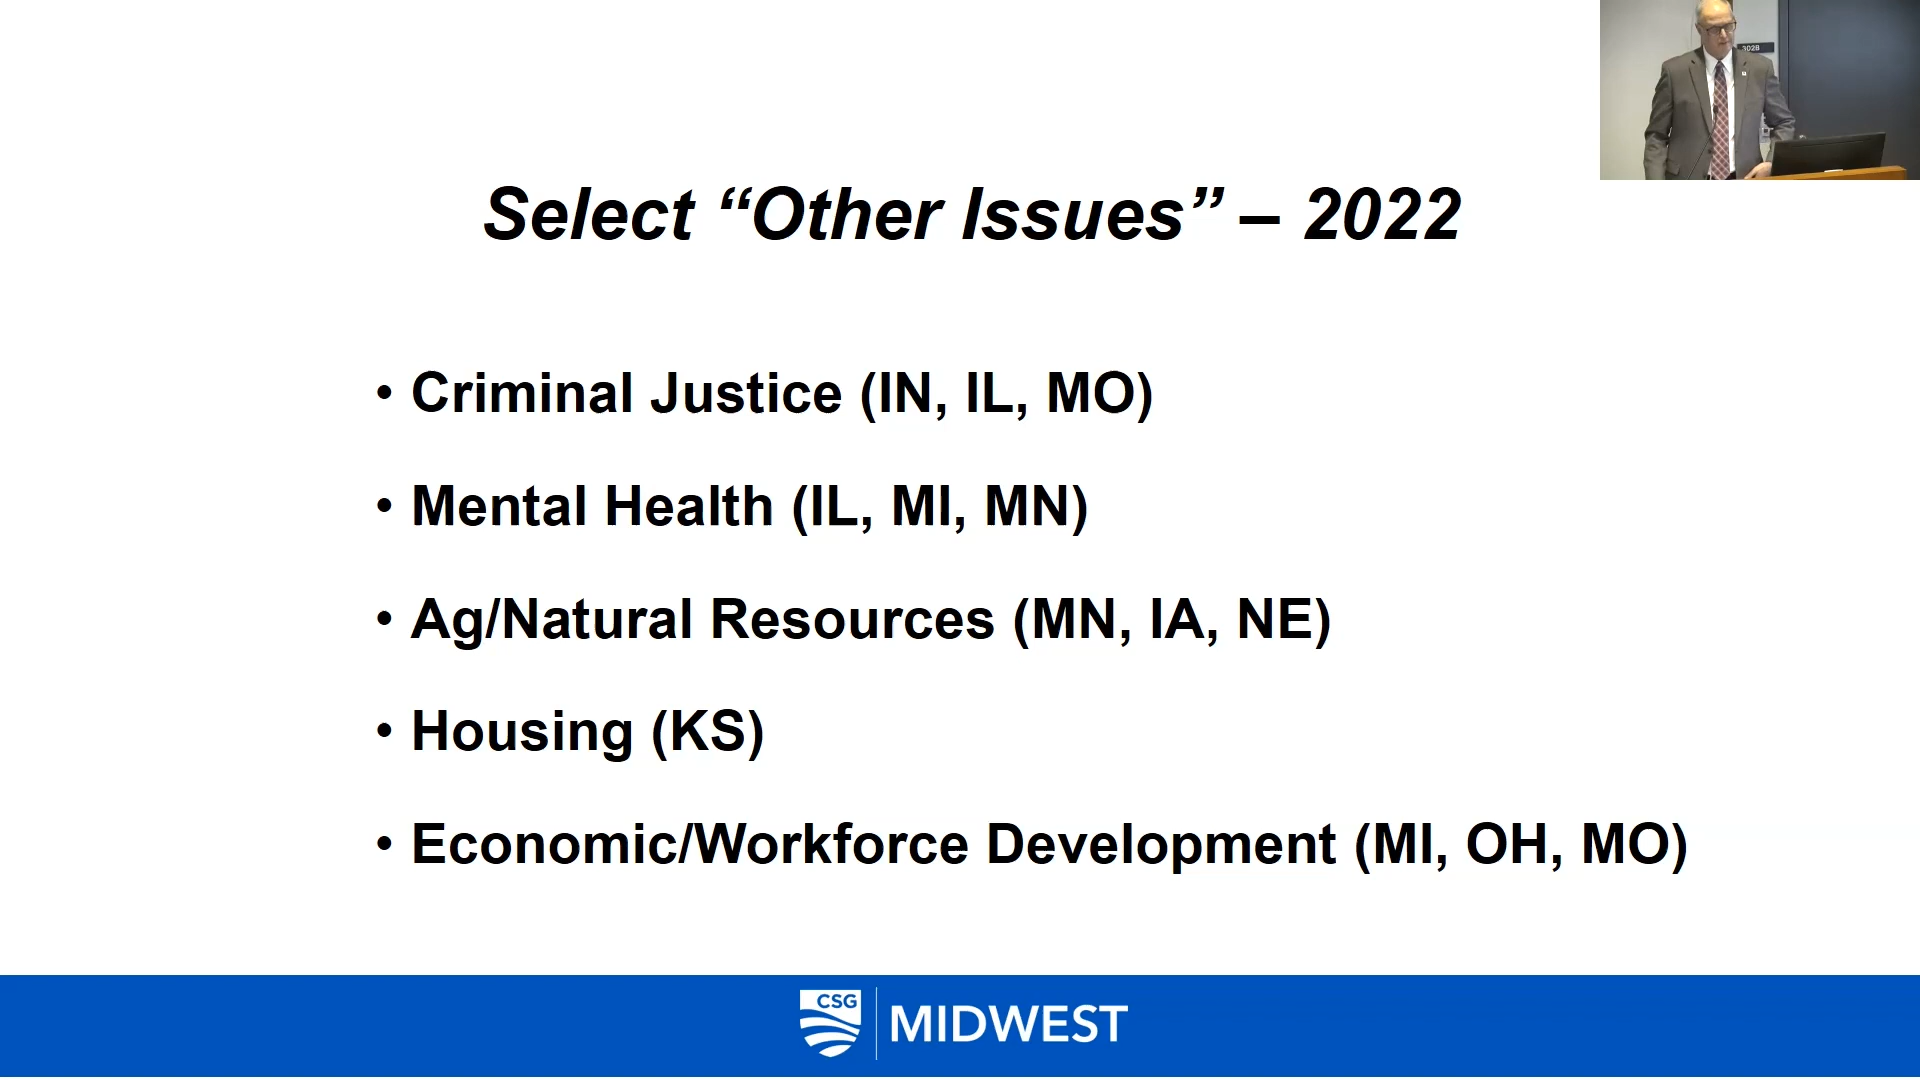 302B
Select “Other Issues” – 2022
• Criminal Justice (IN, IL, MO)
• Mental Health (IL, MI, MN)
• Ag/Natural Resources (MN, IA, NE)
• Housing (KS)
• Economic/Workforce Development (MI, OH, MO)
CSG
MIDWEST